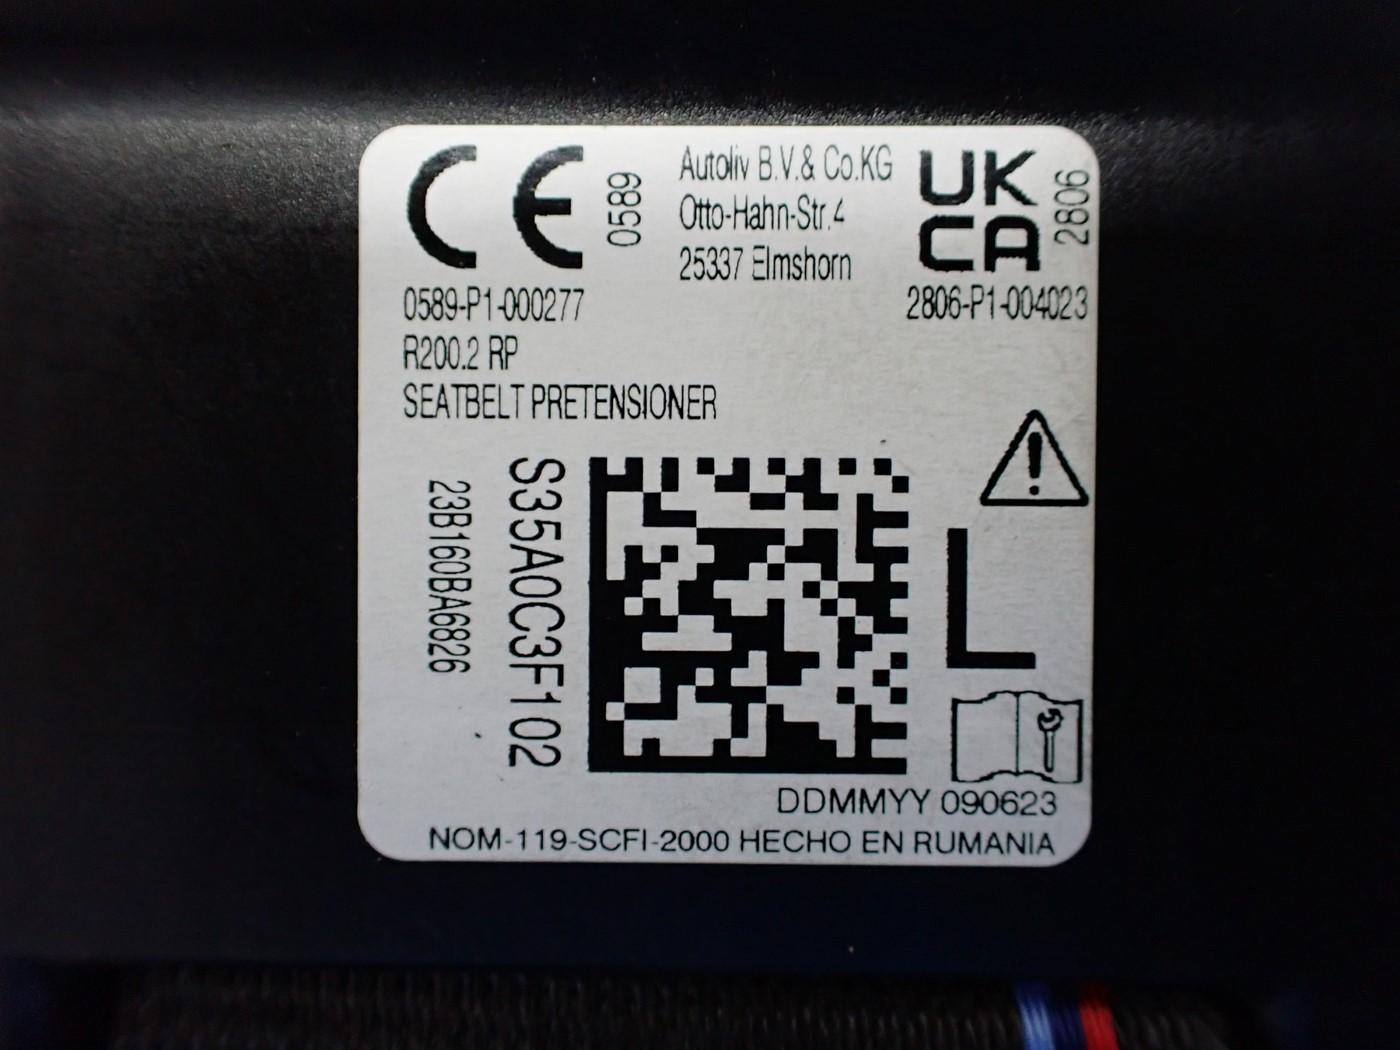 CE 0589
Autoliv B.V.& Co.KG
Otto-Hahn-Str.4
25337 Elmshorn
UK
CA
2806
0589-P1-000277
2806-P1-004023
R200.2 RP
SEATBELT PRETENSIONER
S35A0C3F102
23B160BA6826
L
DDMMYY 090623
NOM-119-SCFI-2000 HECHO EN RUMANIA